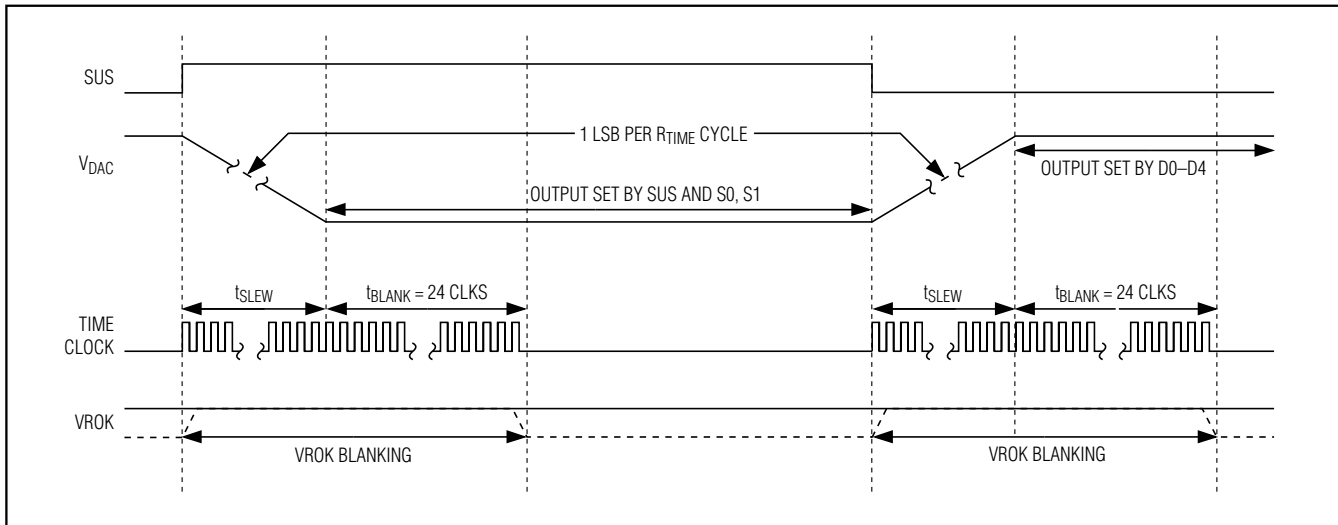 SUS
1 LSB PER RTIME CYCLE
VDAC
OUTPUT SET BY D0–D4
OUTPUT SET BY SUS AND S0, S1
tSLEW
tBLANK = 24 CLKS
tSLEW
tBLANK = 24 CLKS
TIME
CLOCK
VROK
VROK BLANKING
VROK BLANKING